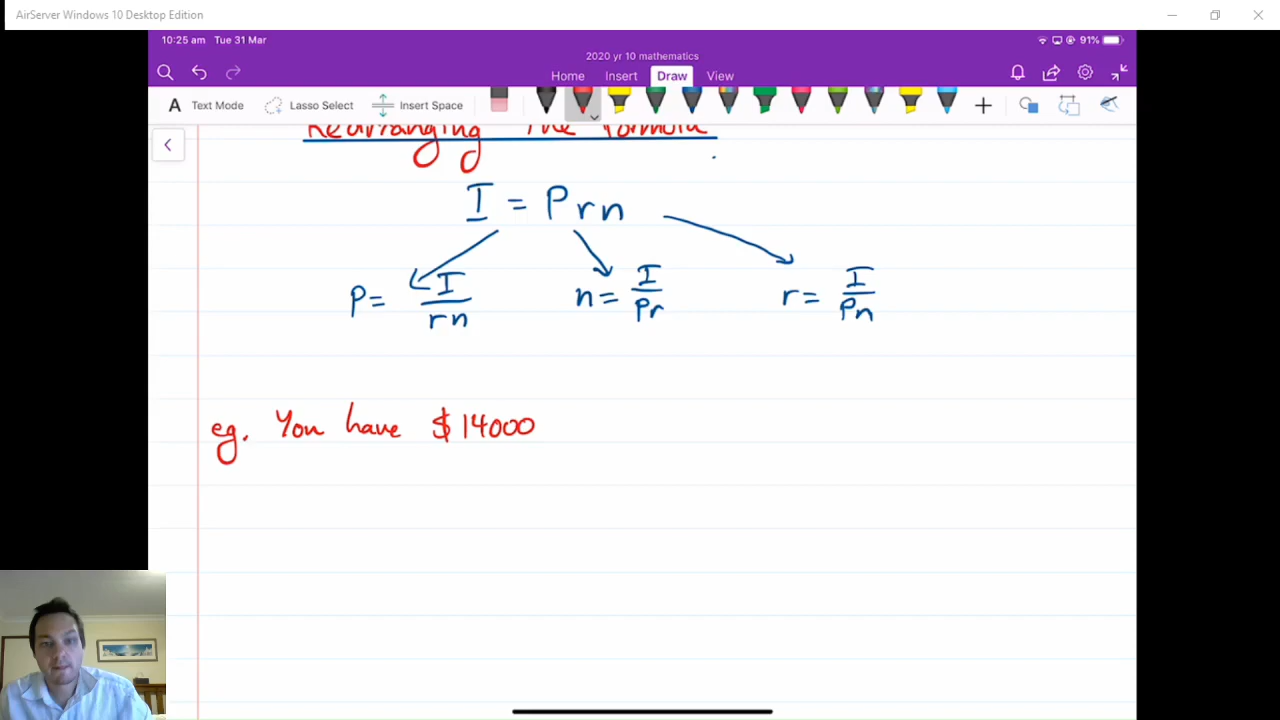 AirServer Windows 10 Desktop Edition
10:25 am Tue 31 Mar
91%
2020 yr 10 mathematics
Home Insert Draw View
A Text Mode Lasso Select Insert Space
Rearranging The Formula
I = Prn
P = I/rn n = I/Pr r = I/Pn
eg. You have $14000